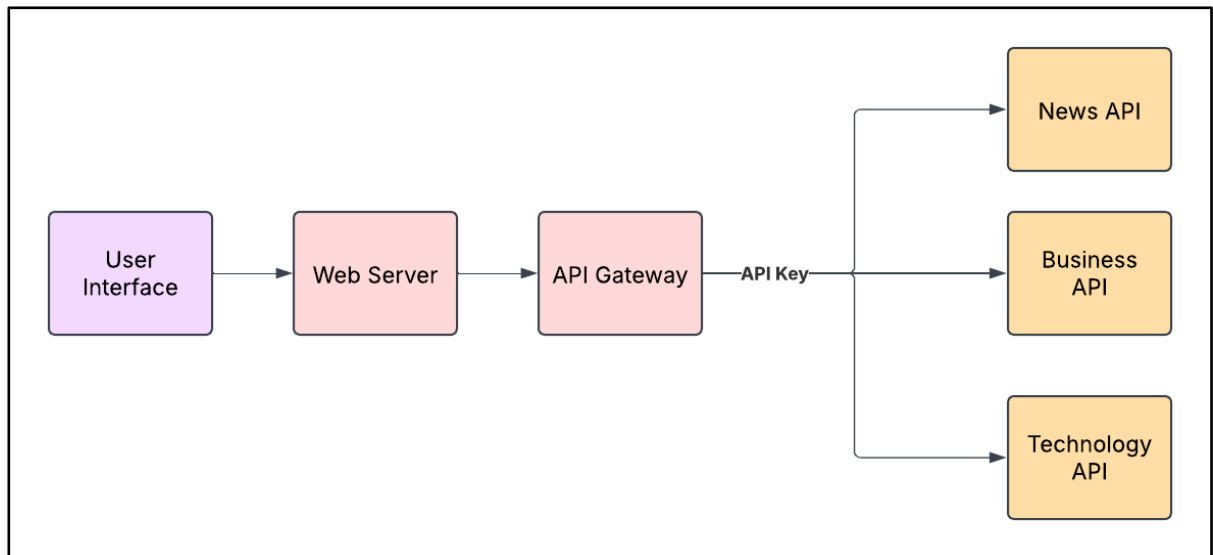 User
Interface
Web Server
API Gateway
API Key
News API
Business
API
Technology
API